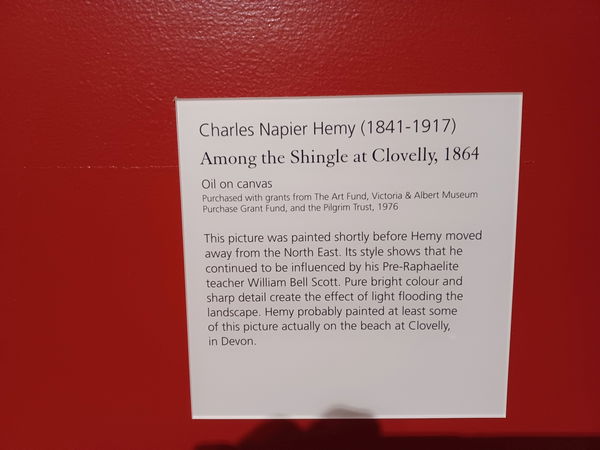 Charles Napier Hemy (1841-1917)
Among the Shingle at Clovelly, 1864
Oil on canvas
Purchased with grants from The Art Fund, Victoria & Albert Museum
Purchase Grant Fund, and the Pilgrim Trust, 1976
This picture was painted shortly before Hemy moved
away from the North East. Its style shows that he
continued to be influenced by his Pre-Raphaelite
teacher William Bell Scott. Pure bright colour and
sharp detail create the effect of light flooding the
landscape. Hemy probably painted at least some
of this picture actually on the beach at Clovelly,
in Devon.